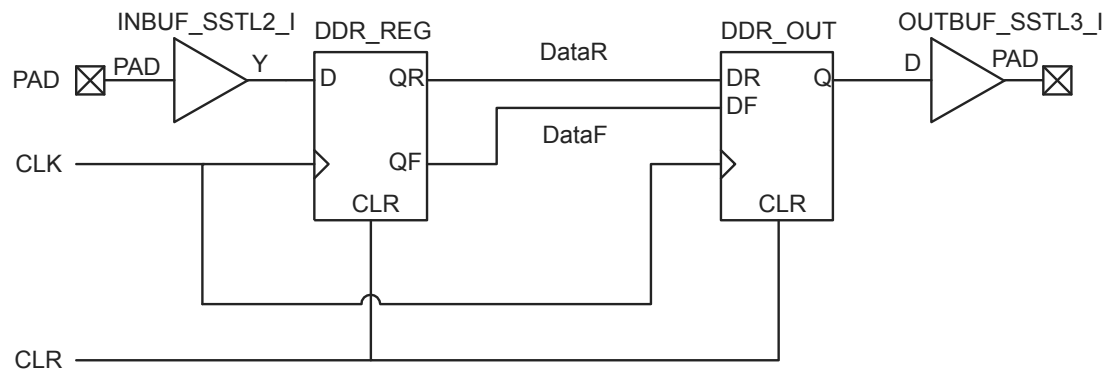 INBUF_SSTL2_I
DDR_REG
DDR_OUT
OUTBUF_SSTL3_I
PAD
PAD
Y
D
QR
DataR
DR
Q
D
PAD
DF
DataF
CLK
QF
CLR
CLR
CLR